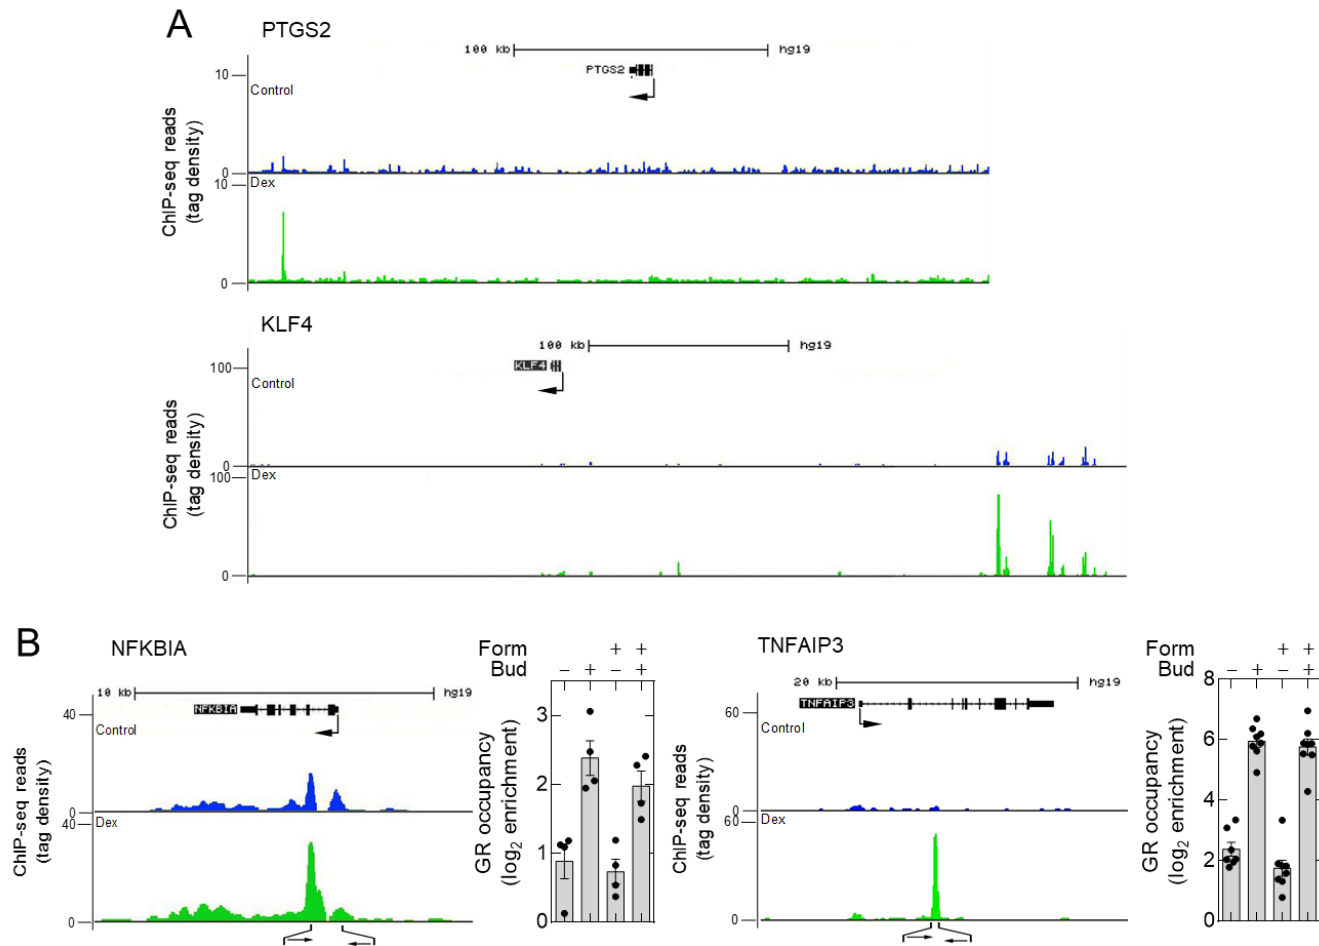 A
PTGS2
100 kb hg19
PTGS2
10
Control
0
10
Dex
0
ChIP-seq reads
(tag density)
KLF4
100 kb hg19
KLF4
100
Control
0
100
Dex
0
ChIP-seq reads
(tag density)
B
NFKBIA
10 kb hg19
NFKBIA
40
Control
0
40
Dex
0
ChIP-seq reads
(tag density)
Form + +
Bud – + – +
3
2
1
0
GR occupancy
(log2 enrichment)
TNFAIP3
20 kb hg19
TNFAIP3
60
Control
0
60
Dex
0
ChIP-seq reads
(tag density)
Form + +
Bud – + – +
8
6
4
2
0
GR occupancy
(log2 enrichment)